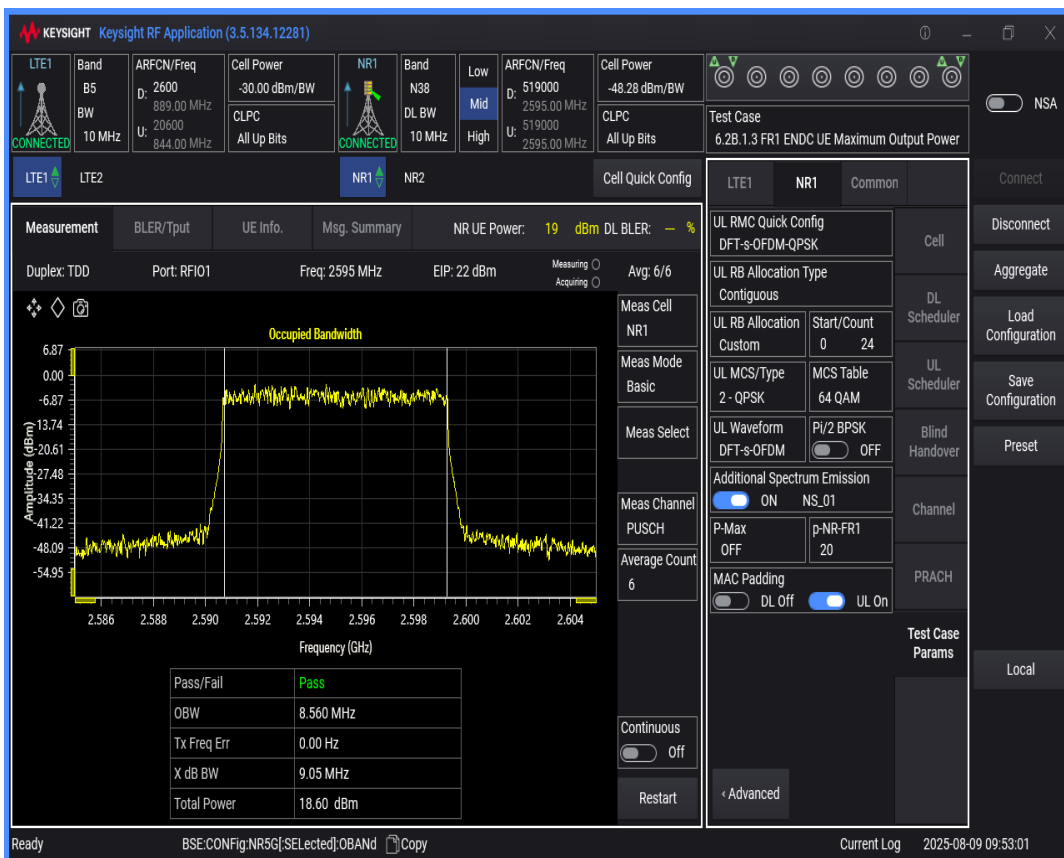 KEYSIGHT Keysight RF Application (3.5.134.12281)
LTE1
CONNECTED
Band
B5
BW
10 MHz
ARFCN/Freq
D: 2600
889.00 MHz
U: 20600
844.00 MHz
Cell Power
-30.00 dBm/BW
CLPC
All Up Bits
NR1
CONNECTED
Band
N38
DL BW
10 MHz
Low
Mid
High
ARFCN/Freq
D: 519000
2595.00 MHz
U: 519000
2595.00 MHz
Cell Power
-48.28 dBm/BW
CLPC
All Up Bits
Test Case
6.2B.1.3 FR1 ENDC UE Maximum Output Power
NSA
LTE1 LTE2
NR1 NR2
Cell Quick Config
Measurement BLER/Tput UE Info. Msg. Summary NR UE Power: 19 dBm DL BLER: -- %
Duplex: TDD Port: RFIO1 Freq: 2595 MHz EIP: 22 dBm Measuring Avg: 6/6
Acquiring
Occupied Bandwidth
Amplitude (dBm)
6.87
0.00
-6.87
-13.74
-20.61
-27.48
-34.35
-41.22
-48.09
-54.95
2.586 2.588 2.590 2.592 2.594 2.596 2.598 2.600 2.602 2.604
Frequency (GHz)
Pass/Fail Pass
OBW 8.560 MHz
Tx Freq Err 0.00 Hz
X dB BW 9.05 MHz
Total Power 18.60 dBm
Meas Cell
NR1
Meas Mode
Basic
Meas Select
Meas Channel
PUSCH
Average Count
6
Continuous
Off
Restart
LTE1 NR1 Common
UL RMC Quick Config
DFT-s-OFDM-QPSK
UL RB Allocation Type
Contiguous
UL RB Allocation
Custom
Start/Count
0 24
UL MCS/Type
2 - QPSK
MCS Table
64 QAM
UL Waveform
DFT-s-OFDM
Pi/2 BPSK
OFF
Additional Spectrum Emission
ON NS_01
P-Max
OFF
p-NR-FR1
20
MAC Padding
DL Off UL On
‹ Advanced
Cell
DL
Scheduler
UL
Scheduler
Blind
Handover
Channel
PRACH
Test Case
Params
Connect
Disconnect
Aggregate
Load
Configuration
Save
Configuration
Preset
Local
Ready BSE:CONFig:NR5G[:SELected]:OBANd Copy Current Log 2025-08-09 09:53:01